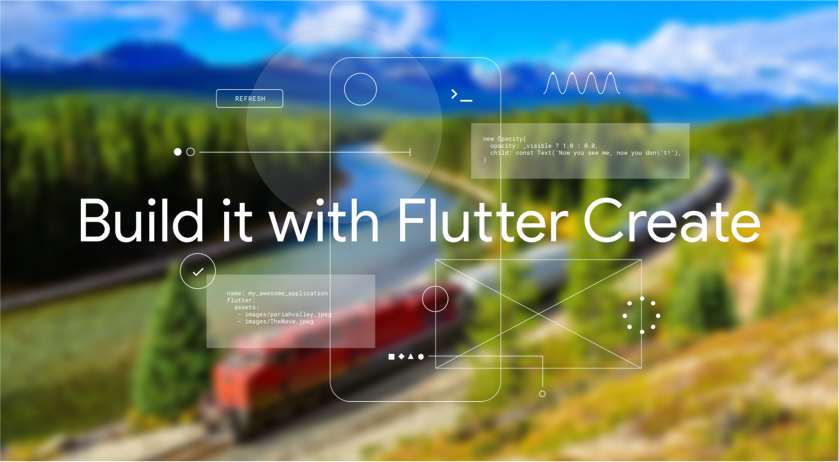 REFRESH
new Opacity(
opacity: _visible ? 1.0 : 0.0,
child: const Text('Now you see me, now you don\'t!'),
)
Build it with Flutter Create
name: my_awesome_application
flutter:
assets:
- images/pariahvalley.jpeg
- images/TheWave.jpeg